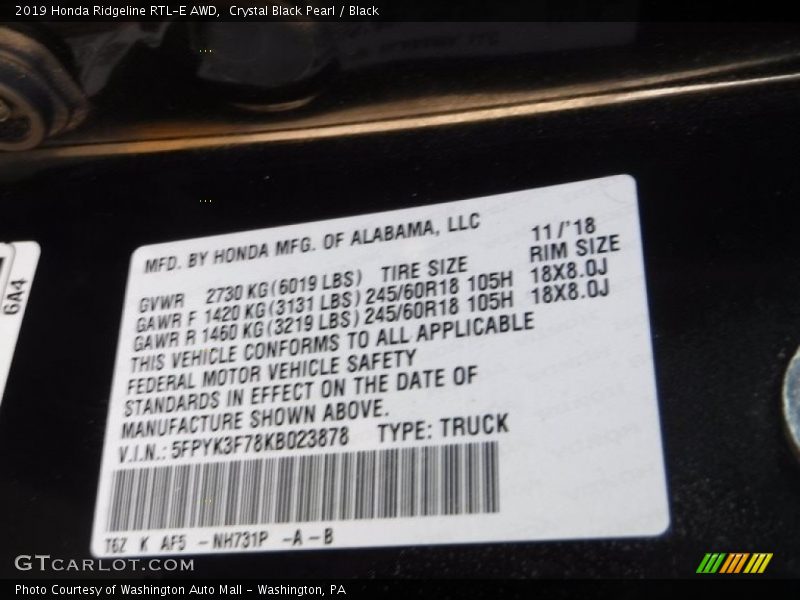 2019 Honda Ridgeline RTL-E AWD,  Crystal Black Pearl / Black
6A4
MFD. BY HONDA MFG. OF ALABAMA, LLC 11/'18
GVWR 2730 KG(6019 LBS) TIRE SIZE RIM SIZE
GAWR F 1420 KG(3131 LBS) 245/60R18 105H 18X8.0J
GAWR R 1460 KG(3219 LBS) 245/60R18 105H 18X8.0J
THIS VEHICLE CONFORMS TO ALL APPLICABLE
FEDERAL MOTOR VEHICLE SAFETY
STANDARDS IN EFFECT ON THE DATE OF
MANUFACTURE SHOWN ABOVE.
V.I.N.: 5FPYK3F78KB023878 TYPE: TRUCK
T6Z K AF5 -NH731P -A-B
GTCARLOT.COM
Photo Courtesy of Washington Auto Mall - Washington, PA